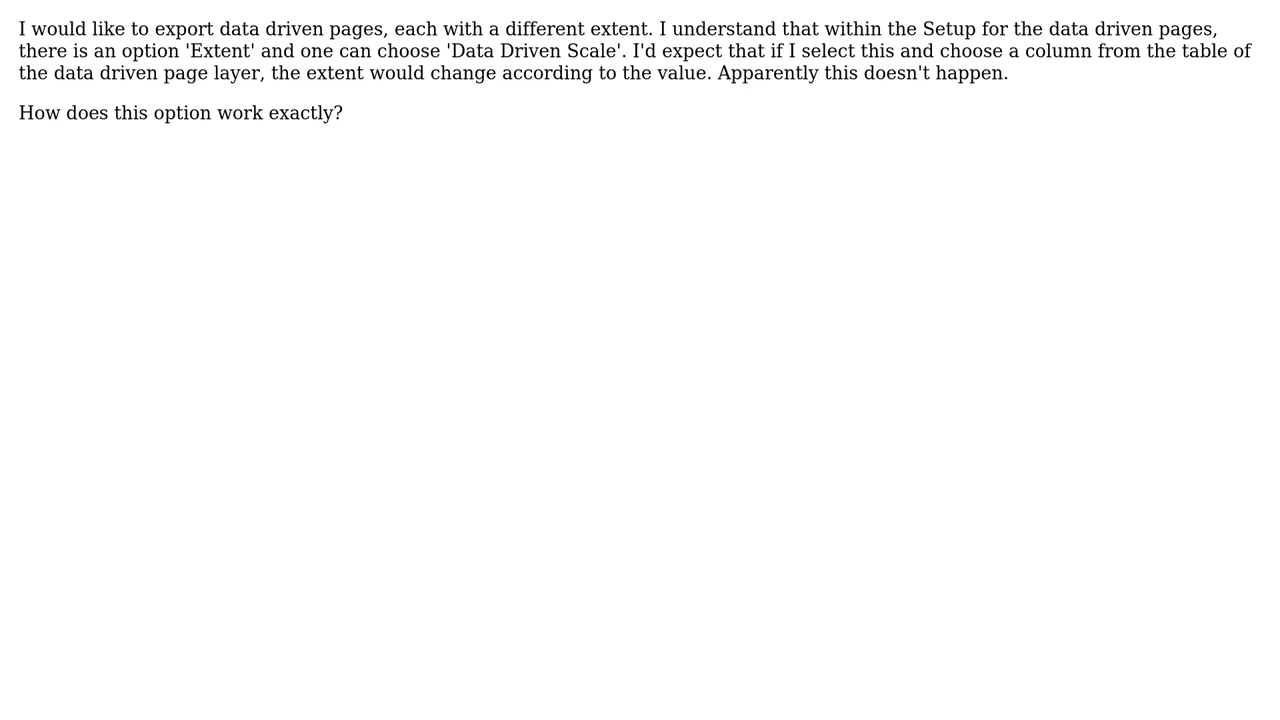 I would like to export data driven pages, each with a different extent. I understand that within the Setup for the data driven pages,
there is an option 'Extent' and one can choose 'Data Driven Scale'. I'd expect that if I select this and choose a column from the table of
the data driven page layer, the extent would change according to the value. Apparently this doesn't happen.
How does this option work exactly?